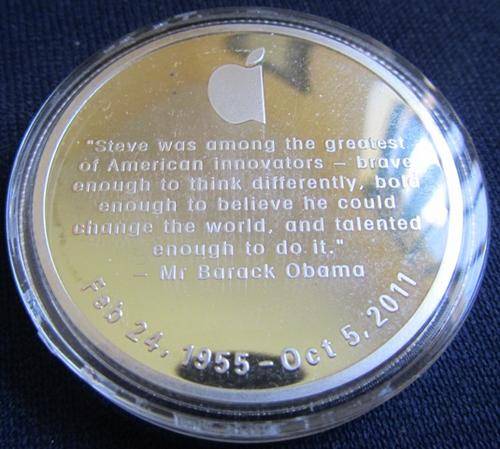 "Steve was among the greatest
of American innovators – brave
enough to think differently, bold
enough to believe he could
change the world, and talented
enough to do it."
– Mr Barack Obama
Feb 24, 1955 – Oct 5, 2011